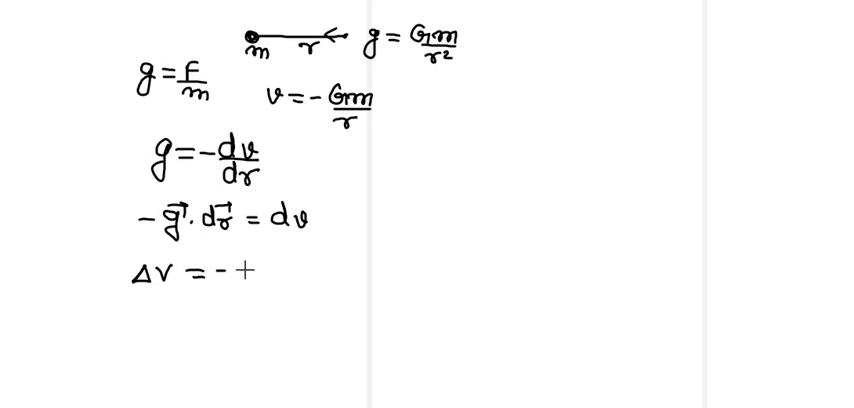 m r g = Gm/r²
g = F/m
v = - Gm/r
g = - dv/dr
- g⃗ . dr⃗ = dv
ΔV = -